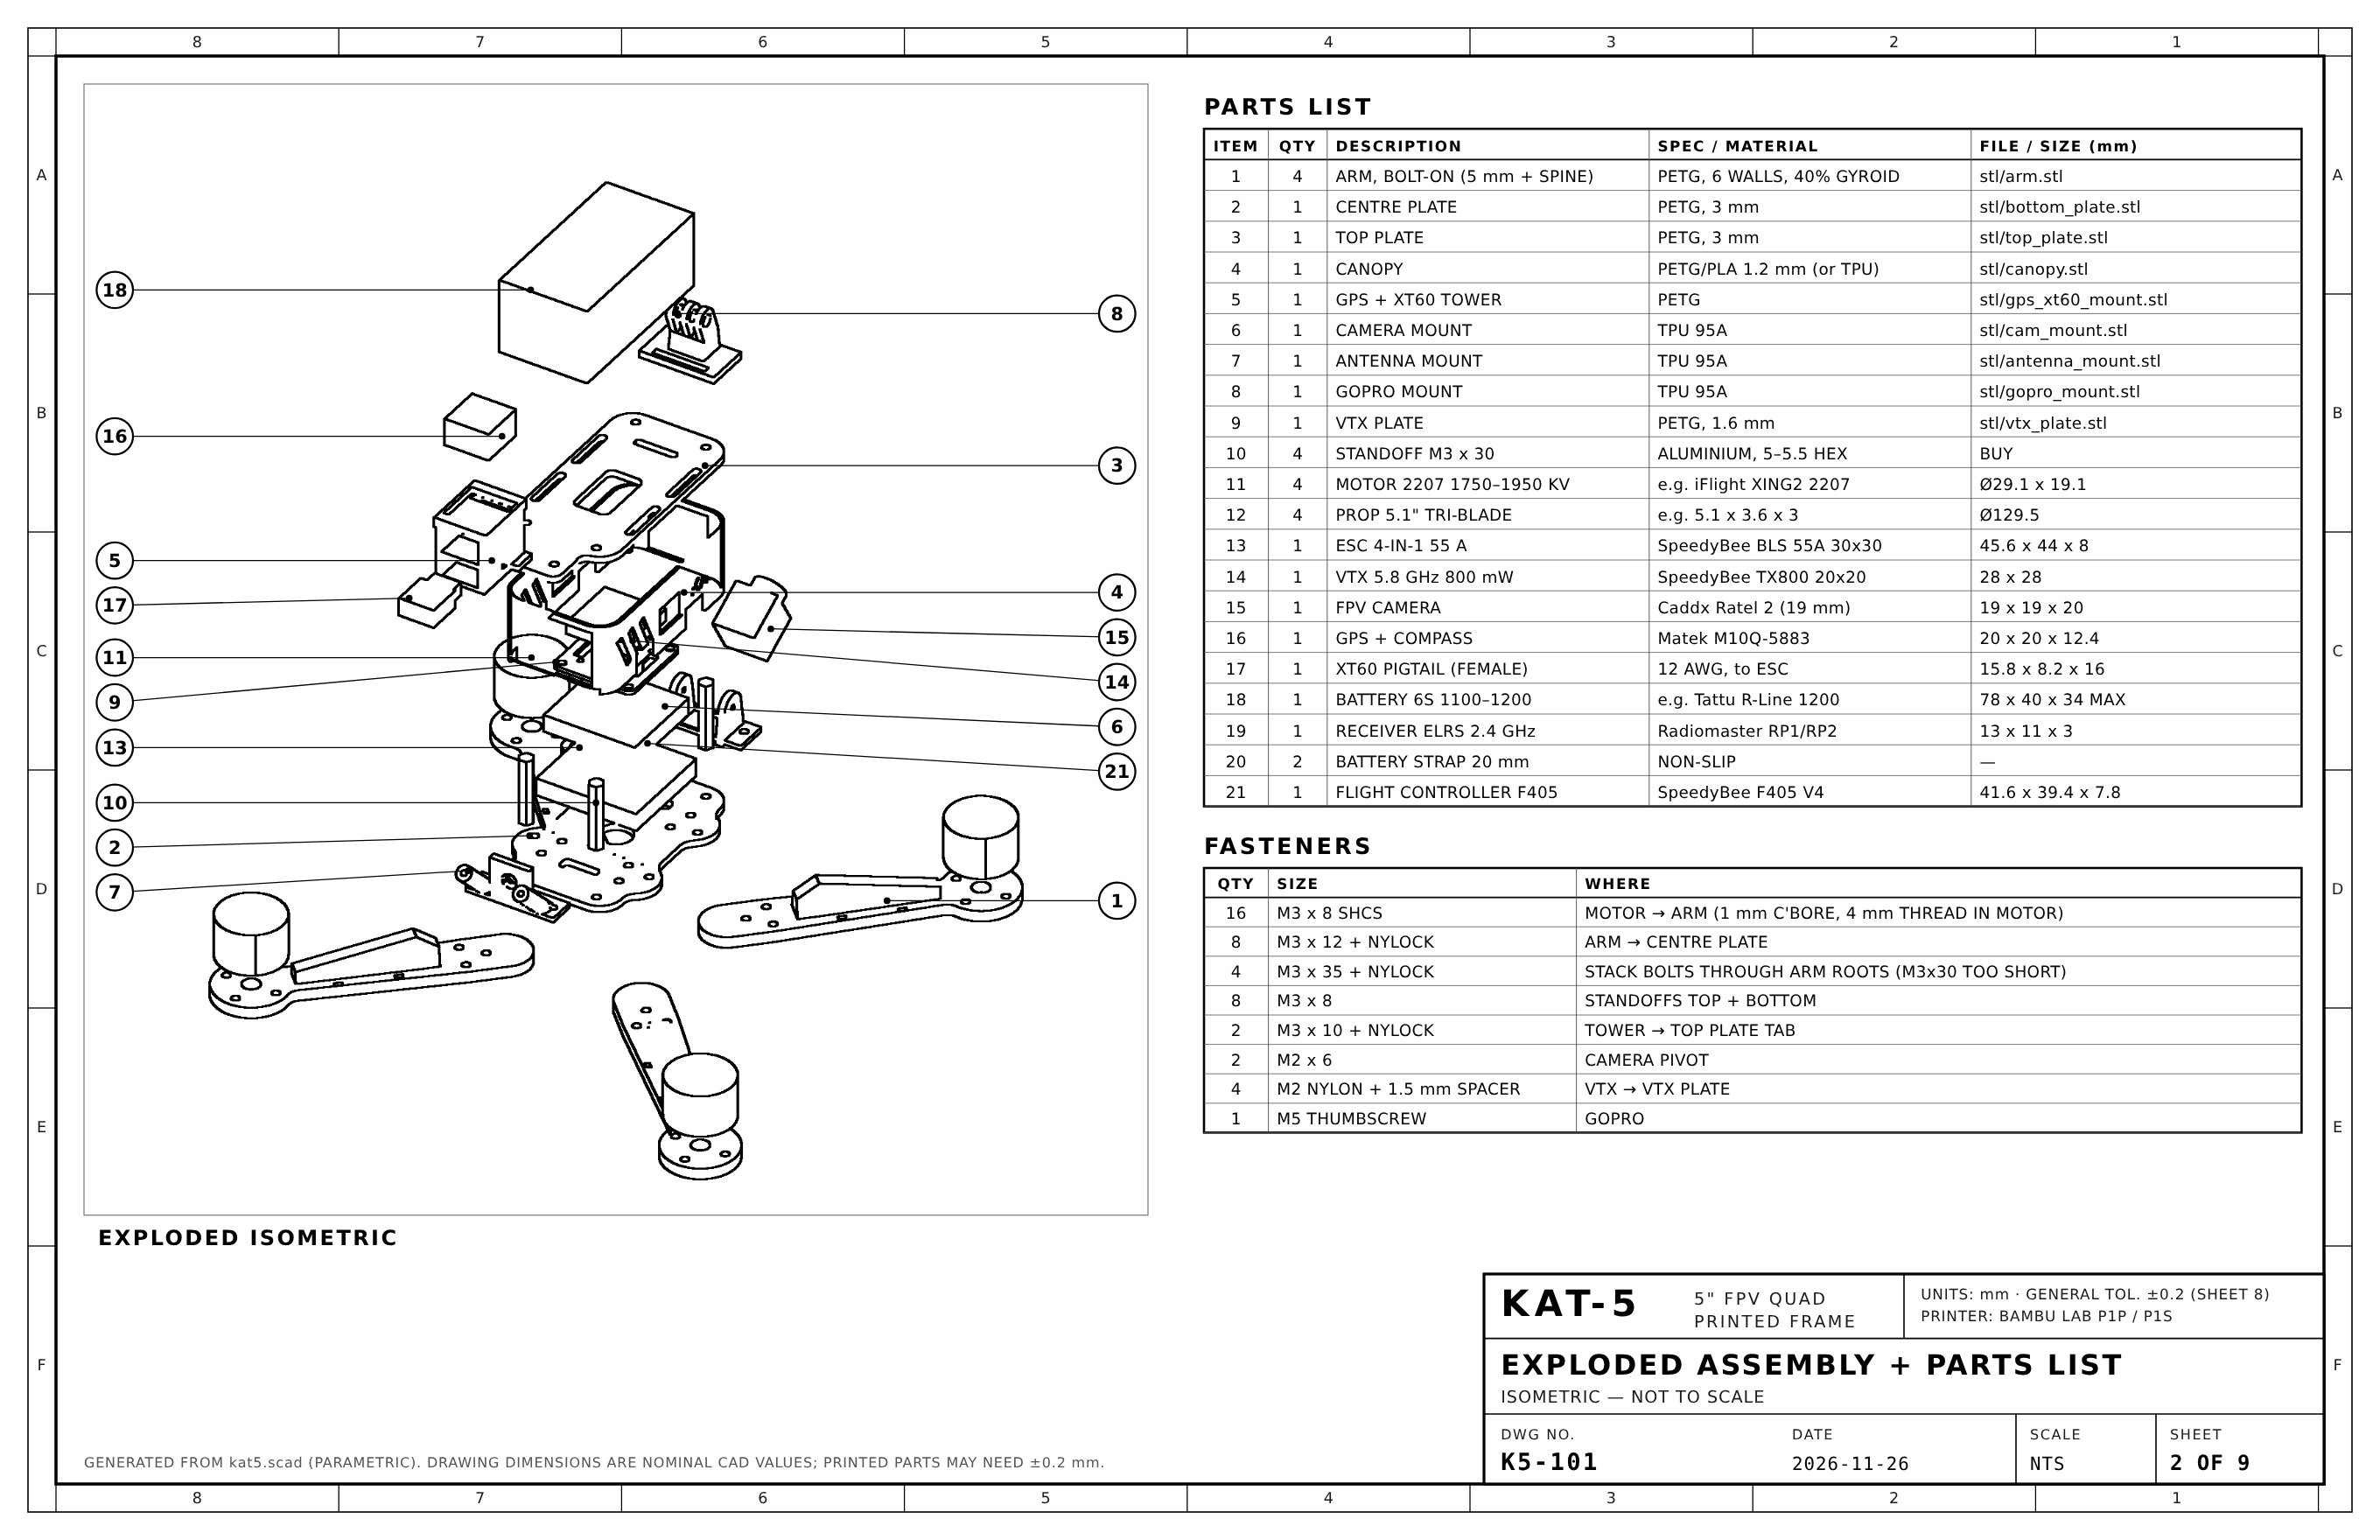 8 7 6 5 4 3 2 1
A A
B B
C C
D D
E E
F F
18
8
16
3
5
17
4
15
11
14
9
6
13
21
10
2
7
1
EXPLODED ISOMETRIC
PARTS LIST
ITEM QTY DESCRIPTION SPEC / MATERIAL FILE / SIZE (mm)
1 4 ARM, BOLT-ON (5 mm + SPINE) PETG, 6 WALLS, 40% GYROID stl/arm.stl
2 1 CENTRE PLATE PETG, 3 mm stl/bottom_plate.stl
3 1 TOP PLATE PETG, 3 mm stl/top_plate.stl
4 1 CANOPY PETG/PLA 1.2 mm (or TPU) stl/canopy.stl
5 1 GPS + XT60 TOWER PETG stl/gps_xt60_mount.stl
6 1 CAMERA MOUNT TPU 95A stl/cam_mount.stl
7 1 ANTENNA MOUNT TPU 95A stl/antenna_mount.stl
8 1 GOPRO MOUNT TPU 95A stl/gopro_mount.stl
9 1 VTX PLATE PETG, 1.6 mm stl/vtx_plate.stl
10 4 STANDOFF M3 x 30 ALUMINIUM, 5–5.5 HEX BUY
11 4 MOTOR 2207 1750–1950 KV e.g. iFlight XING2 2207 Ø29.1 x 19.1
12 4 PROP 5.1" TRI-BLADE e.g. 5.1 x 3.6 x 3 Ø129.5
13 1 ESC 4-IN-1 55 A SpeedyBee BLS 55A 30x30 45.6 x 44 x 8
14 1 VTX 5.8 GHz 800 mW SpeedyBee TX800 20x20 28 x 28
15 1 FPV CAMERA Caddx Ratel 2 (19 mm) 19 x 19 x 20
16 1 GPS + COMPASS Matek M10Q-5883 20 x 20 x 12.4
17 1 XT60 PIGTAIL (FEMALE) 12 AWG, to ESC 15.8 x 8.2 x 16
18 1 BATTERY 6S 1100–1200 e.g. Tattu R-Line 1200 78 x 40 x 34 MAX
19 1 RECEIVER ELRS 2.4 GHz Radiomaster RP1/RP2 13 x 11 x 3
20 2 BATTERY STRAP 20 mm NON-SLIP —
21 1 FLIGHT CONTROLLER F405 SpeedyBee F405 V4 41.6 x 39.4 x 7.8
FASTENERS
QTY SIZE WHERE
16 M3 x 8 SHCS MOTOR → ARM (1 mm C'BORE, 4 mm THREAD IN MOTOR)
8 M3 x 12 + NYLOCK ARM → CENTRE PLATE
4 M3 x 35 + NYLOCK STACK BOLTS THROUGH ARM ROOTS (M3x30 TOO SHORT)
8 M3 x 8 STANDOFFS TOP + BOTTOM
2 M3 x 10 + NYLOCK TOWER → TOP PLATE TAB
2 M2 x 6 CAMERA PIVOT
4 M2 NYLON + 1.5 mm SPACER VTX → VTX PLATE
1 M5 THUMBSCREW GOPRO
KAT-5
5" FPV QUAD
PRINTED FRAME
UNITS: mm · GENERAL TOL. ±0.2 (SHEET 8)
PRINTER: BAMBU LAB P1P / P1S
EXPLODED ASSEMBLY + PARTS LIST
ISOMETRIC — NOT TO SCALE
DWG NO. DATE SCALE SHEET
K5-101 2026-11-26 NTS 2 OF 9
GENERATED FROM kat5.scad (PARAMETRIC). DRAWING DIMENSIONS ARE NOMINAL CAD VALUES; PRINTED PARTS MAY NEED ±0.2 mm.
8 7 6 5 4 3 2 1